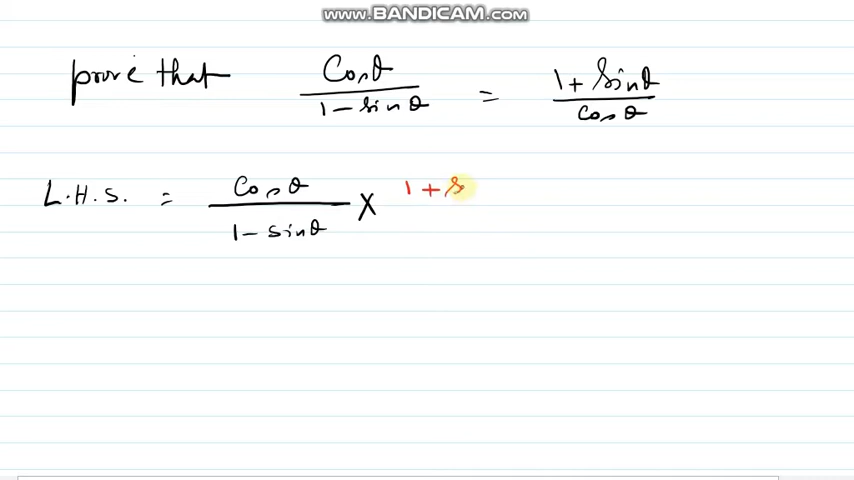 www.BANDICAM.com
prove that cosθ / 1 - sinθ = 1 + sinθ / cosθ
L.H.S. = cosθ / 1 - sinθ × 1 + s